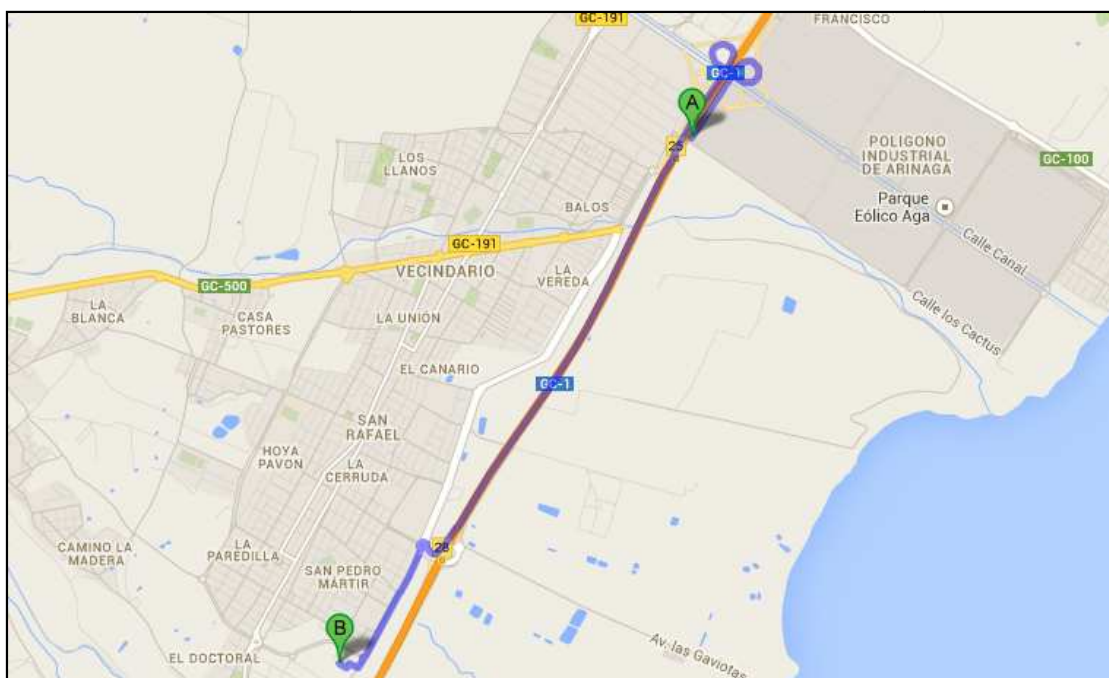 GC-191
FRANCISCO
GC-1
A
25
POLIGONO
INDUSTRIAL
DE ARINAGA
GC-100
LOS
LLANOS
Parque
Eólico Aga
BALOS
Calle Canal
GC-191
VECINDARIO
LA
VEREDA
GC-500
LA
BLANCA
CASA
PASTORES
LA UNIÓN
Calle los Cactus
EL CANARIO
GC-1
SAN
RAFAEL
HOYA
PAVON
LA
CERRUDA
CAMINO LA
MADERA
LA
PAREDILLA
28
SAN PEDRO
MÁRTIR
B
EL DOCTORAL
Av. las Gaviotas